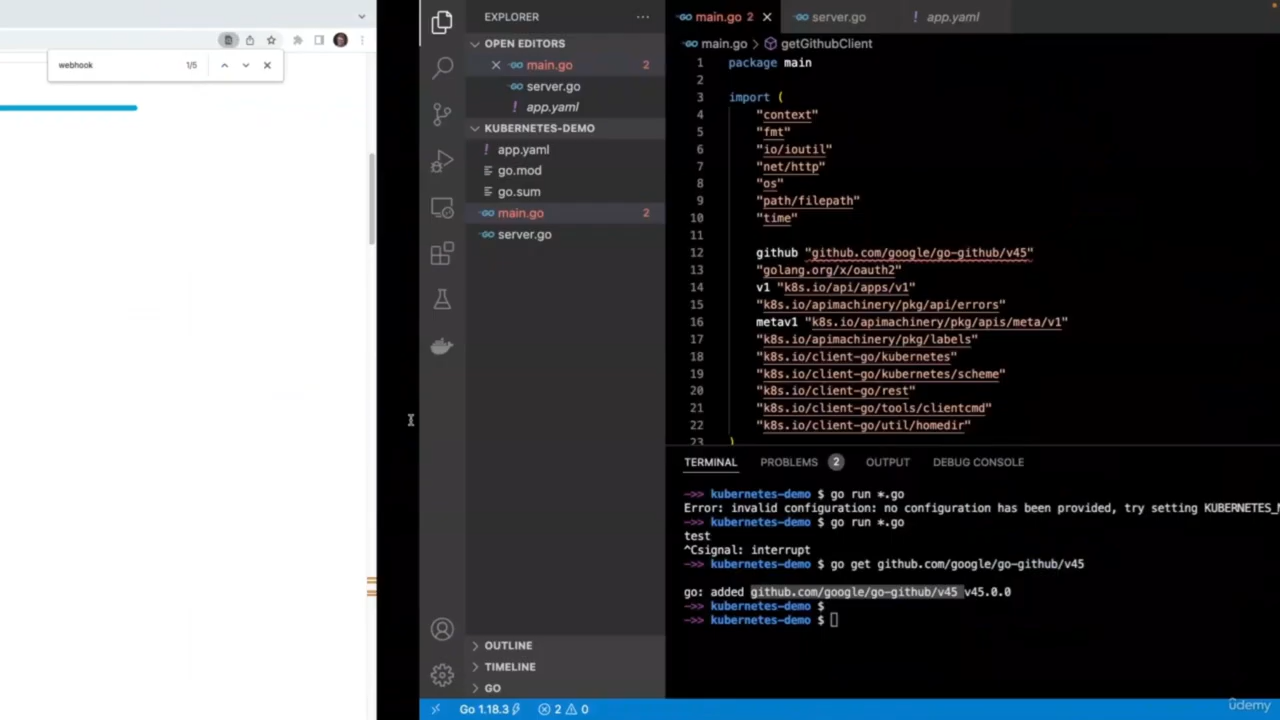 webhook 1/5
EXPLORER
OPEN EDITORS
main.go 2
server.go
app.yaml
KUBERNETES-DEMO
app.yaml
go.mod
go.sum
main.go 2
server.go
OUTLINE
TIMELINE
GO
main.go 2 server.go app.yaml
main.go > getGithubClient
1 package main
2
3 import (
4 "context"
5 "fmt"
6 "io/ioutil"
7 "net/http"
8 "os"
9 "path/filepath"
10 "time"
11
12 github "github.com/google/go-github/v45"
13 "golang.org/x/oauth2"
14 v1 "k8s.io/api/apps/v1"
15 "k8s.io/apimachinery/pkg/api/errors"
16 metav1 "k8s.io/apimachinery/pkg/apis/meta/v1"
17 "k8s.io/apimachinery/pkg/labels"
18 "k8s.io/client-go/kubernetes"
19 "k8s.io/client-go/kubernetes/scheme"
20 "k8s.io/client-go/rest"
21 "k8s.io/client-go/tools/clientcmd"
22 "k8s.io/client-go/util/homedir"
23 )
TERMINAL PROBLEMS 2 OUTPUT DEBUG CONSOLE
->> kubernetes-demo $ go run *.go
Error: invalid configuration: no configuration has been provided, try setting KUBERNETES_
->> kubernetes-demo $ go run *.go
test
^Csignal: interrupt
->> kubernetes-demo $ go get github.com/google/go-github/v45
go: added github.com/google/go-github/v45 v45.0.0
->> kubernetes-demo $
->> kubernetes-demo $
Go 1.18.3 2 0
ûdemy